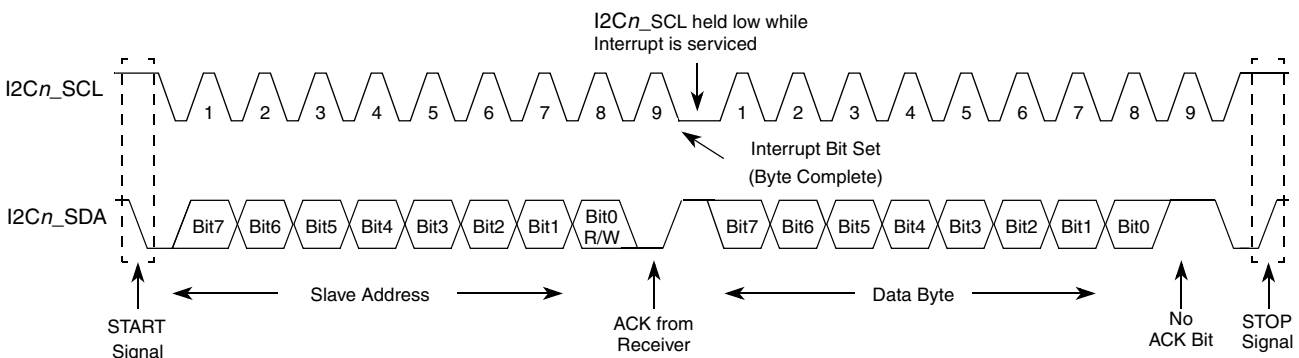 I2Cn_SCL held low while
Interrupt is serviced
I2Cn_SCL
1 2 3 4 5 6 7 8 9 1 2 3 4 5 6 7 8 9
Interrupt Bit Set
(Byte Complete)
I2Cn_SDA
Bit7 Bit6 Bit5 Bit4 Bit3 Bit2 Bit1 Bit0 Bit7 Bit6 Bit5 Bit4 Bit3 Bit2 Bit1 Bit0
R/W
Slave Address
Data Byte
START
Signal
ACK from
Receiver
No
ACK Bit
STOP
Signal